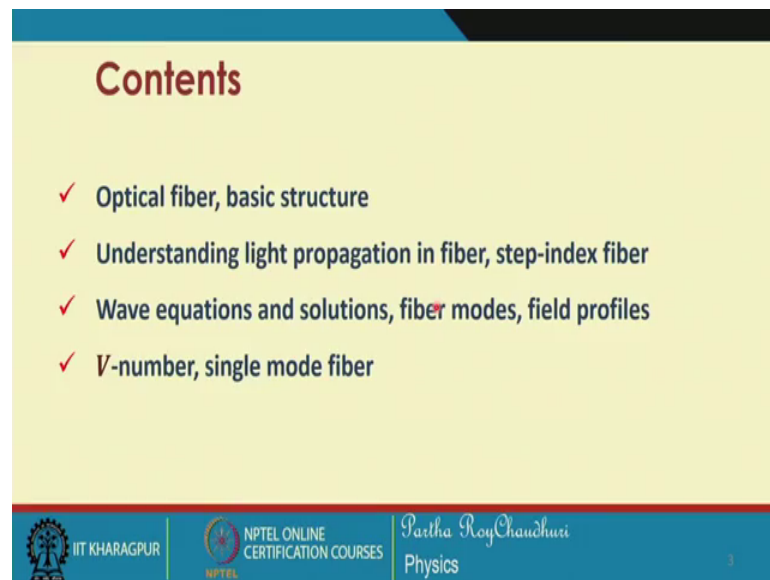 Contents
✓ Optical fiber, basic structure
✓ Understanding light propagation in fiber, step-index fiber
✓ Wave equations and solutions, fiber modes, field profiles
✓ V-number, single mode fiber
IIT KHARAGPUR
NPTEL
NPTEL ONLINE
CERTIFICATION COURSES
Partha RoyChaudhuri
Physics
3